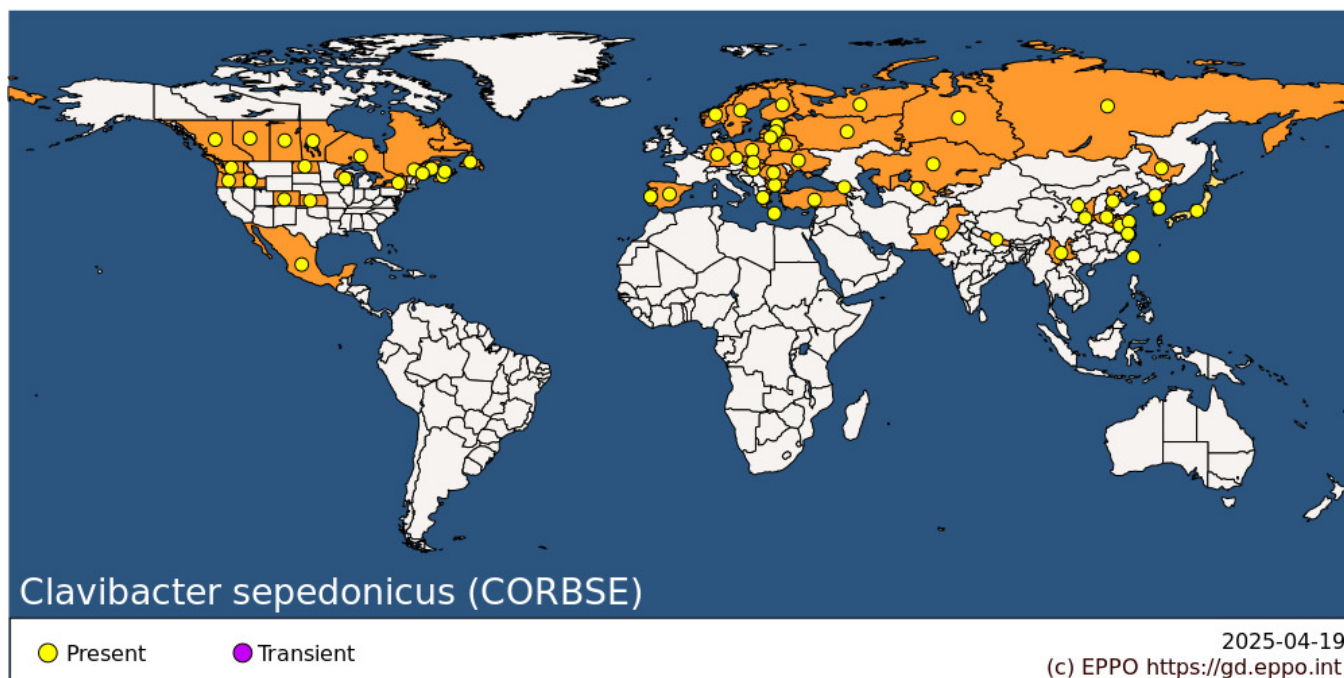 Clavibacter sepedonicus (CORBSE)
Present
Transient
2025-04-19
(c) EPPO https://gd.eppo.int